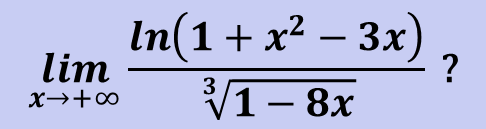 lim x→+∞ ln(1 + x² − 3x) / ∛1 − 8x ?